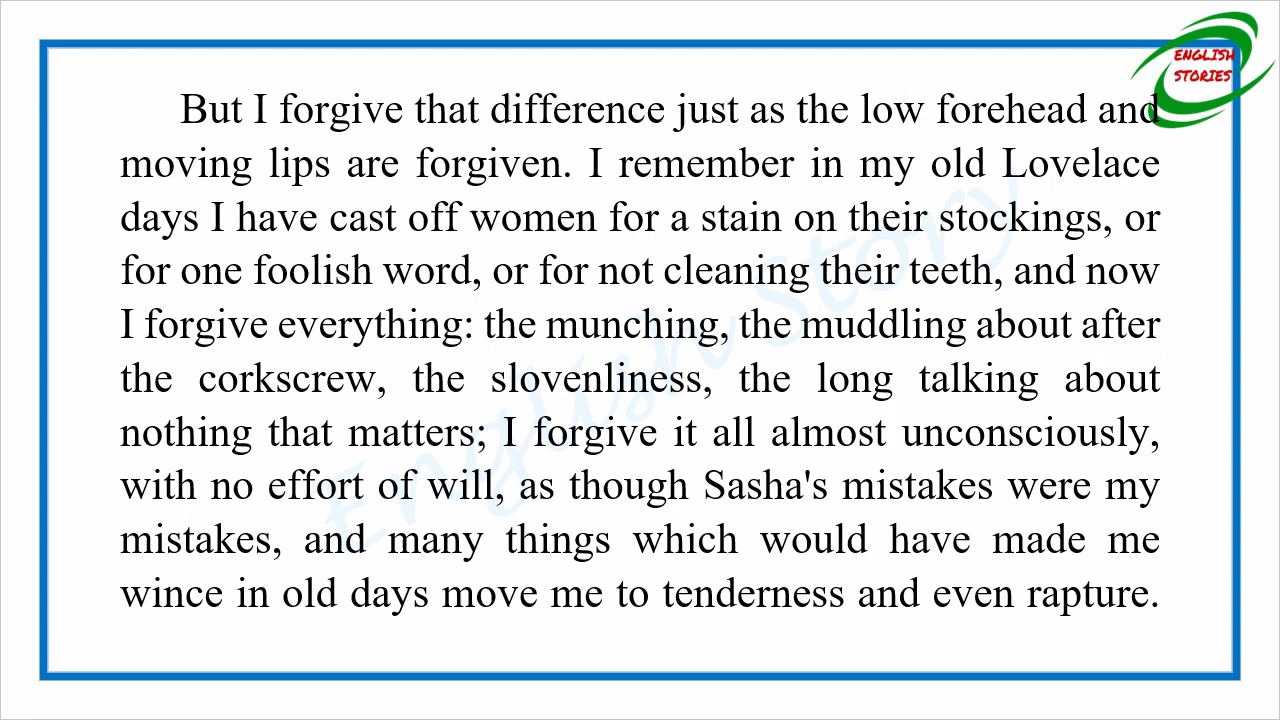 ENGLISH
STORIES
But I forgive that difference just as the low forehead and
moving lips are forgiven. I remember in my old Lovelace
days I have cast off women for a stain on their stockings, or
for one foolish word, or for not cleaning their teeth, and now
I forgive everything: the munching, the muddling about after
the corkscrew, the slovenliness, the long talking about
nothing that matters; I forgive it all almost unconsciously,
with no effort of will, as though Sasha's mistakes were my
mistakes, and many things which would have made me
wince in old days move me to tenderness and even rapture.
English Story